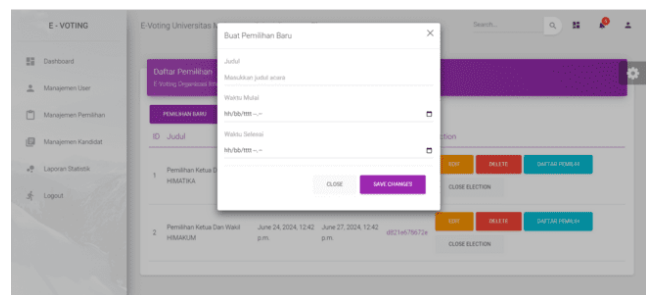 E - VOTING
E-Voting Universitas
Search...
Dashboard
Manajemen User
Manajemen Pemilihan
Manajemen Kandidat
Laporan Statistik
Logout
Daftar Pemilihan
E-Voting Organisasi
PEMILIHAN BARU
ID Judul
ction
1 Pemilihan Ketua D
HIMATIKA
EDIT DELETE DAFTAR PEMILIH
CLOSE ELECTION
2 Pemilihan Ketua Dan Wakil
HIMAKUM
June 24, 2024, 12:42
p.m.
June 27, 2024, 12:42
p.m.
EDIT DELETE DAFTAR PEMILIH
CLOSE ELECTION
Buat Pemilihan Baru
Judul
Masukkan judul acara
Waktu Mulai
hh/bb/tttt --.--
Waktu Selesai
hh/bb/tttt --.--
CLOSE SAVE CHANGES